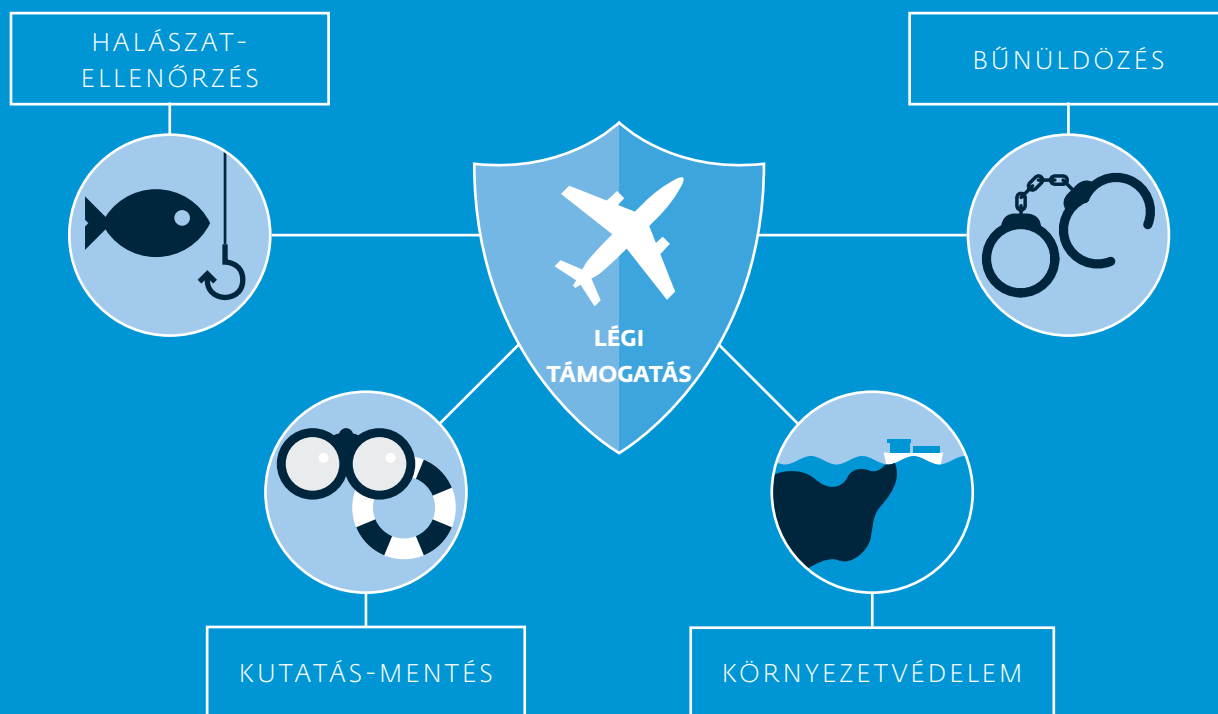 HALÁSZAT-
ELLENŐRZÉS
BŰNÜLDÖZÉS
LÉGI
TÁMOGATÁS
KUTATÁS-MENTÉS
KÖRNYEZETVÉDELEM